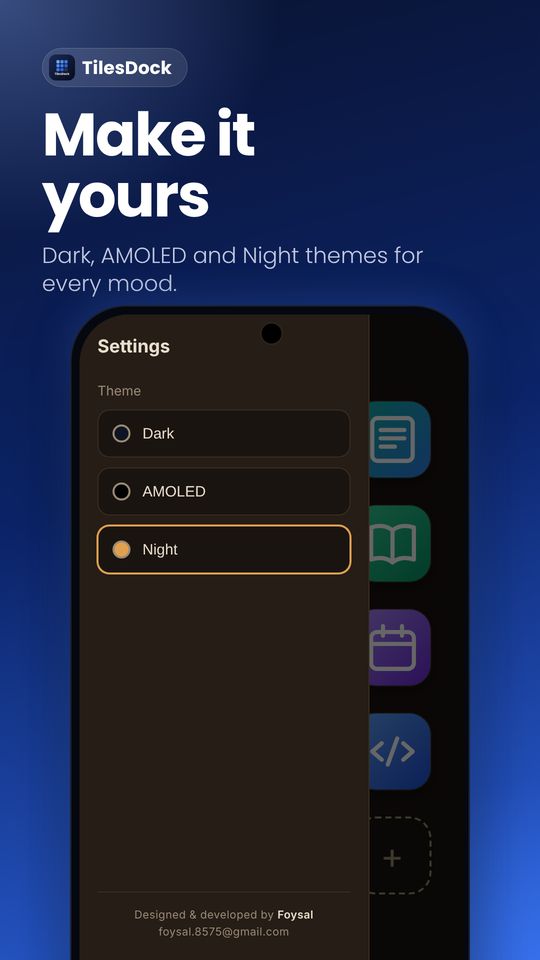 TilesDock
Make it
yours
Dark, AMOLED and Night themes for
every mood.
Settings
Theme
Dark
AMOLED
Night
Designed & developed by Foysal
foysal.8575@gmail.com